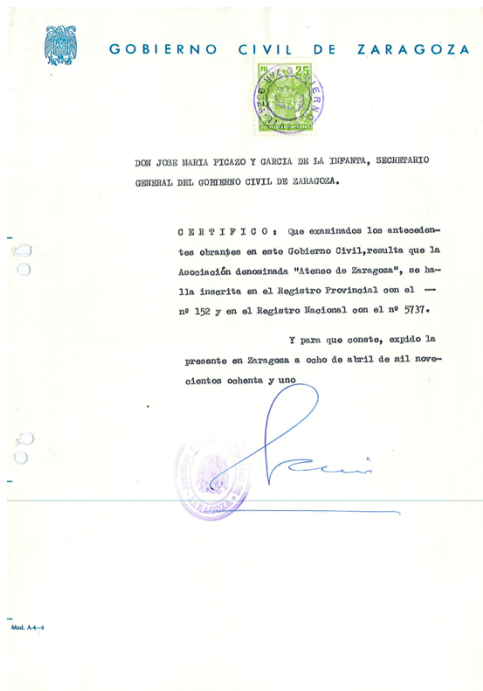 GOBIERNO CIVIL DE ZARAGOZA
25
DON JOSE MARIA PICAZO Y GARCIA DE LA INFANTA, SECRETARIO
GENERAL DEL GOBIERNO CIVIL DE ZARAGOZA.
C E R T I F I C O : Que examinados los anteceden-
tes obrantes en este Gobierno Civil,resulta que la
Asociación denominada "Ateneo de Zaragoza", se ha-
lla inscrita en el Registro Provincial con el —
nº 152 y en el Registro Nacional con el nº 5737.
Y para que conste, expido la
presente en Zaragoza a ocho de abril de mil nove-
cientos ochenta y uno
ZARAGOZA
Mod. A-4—2